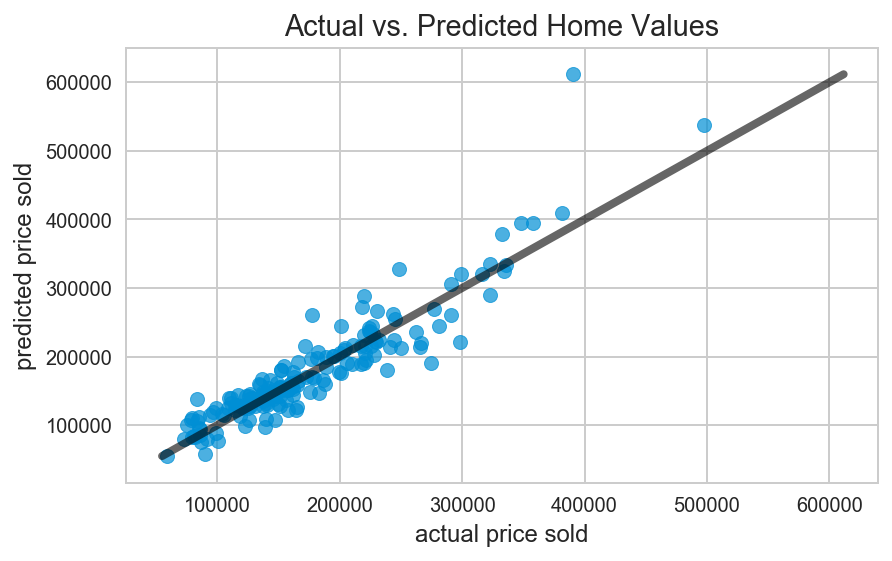 Actual vs. Predicted Home Values
600000
500000
400000
300000
200000
100000
predicted price sold
100000 200000 300000 400000 500000 600000
actual price sold